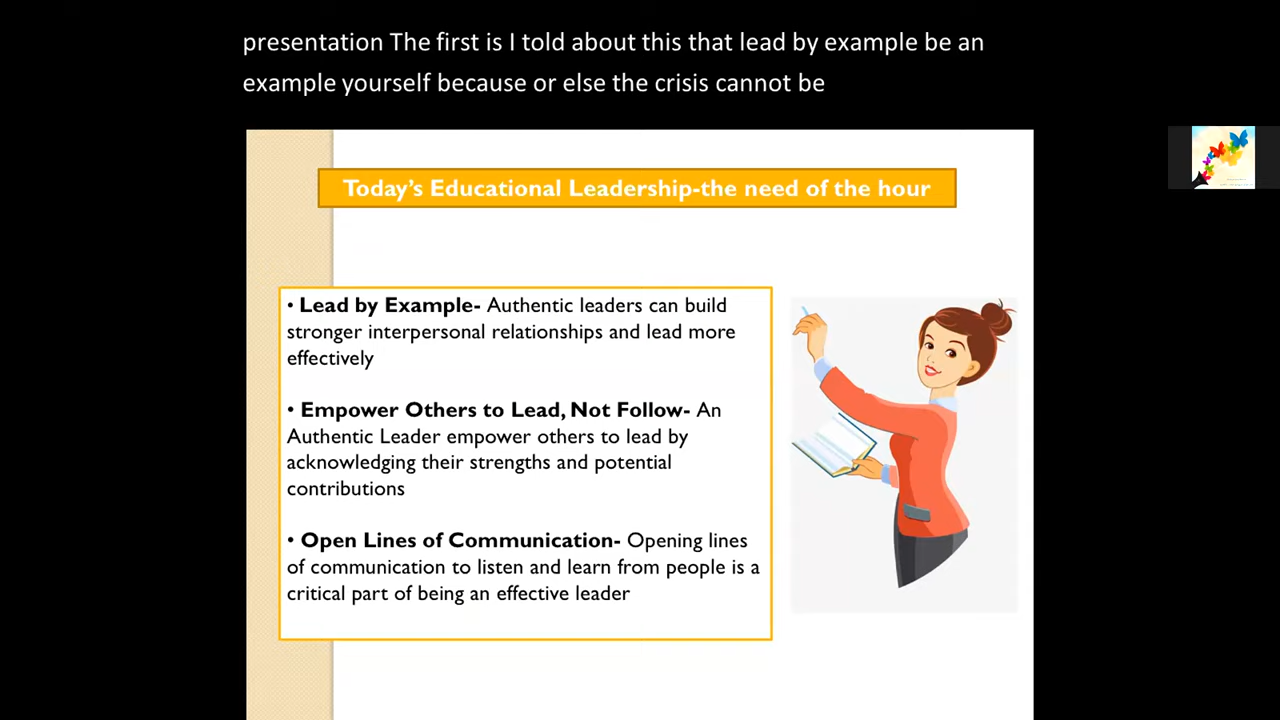 presentation The first is I told about this that lead by example be an
example yourself because or else the crisis cannot be
Today's Educational Leadership-the need of the hour
• Lead by Example- Authentic leaders can build
stronger interpersonal relationships and lead more
effectively
• Empower Others to Lead, Not Follow- An
Authentic Leader empower others to lead by
acknowledging their strengths and potential
contributions
• Open Lines of Communication- Opening lines
of communication to listen and learn from people is a
critical part of being an effective leader